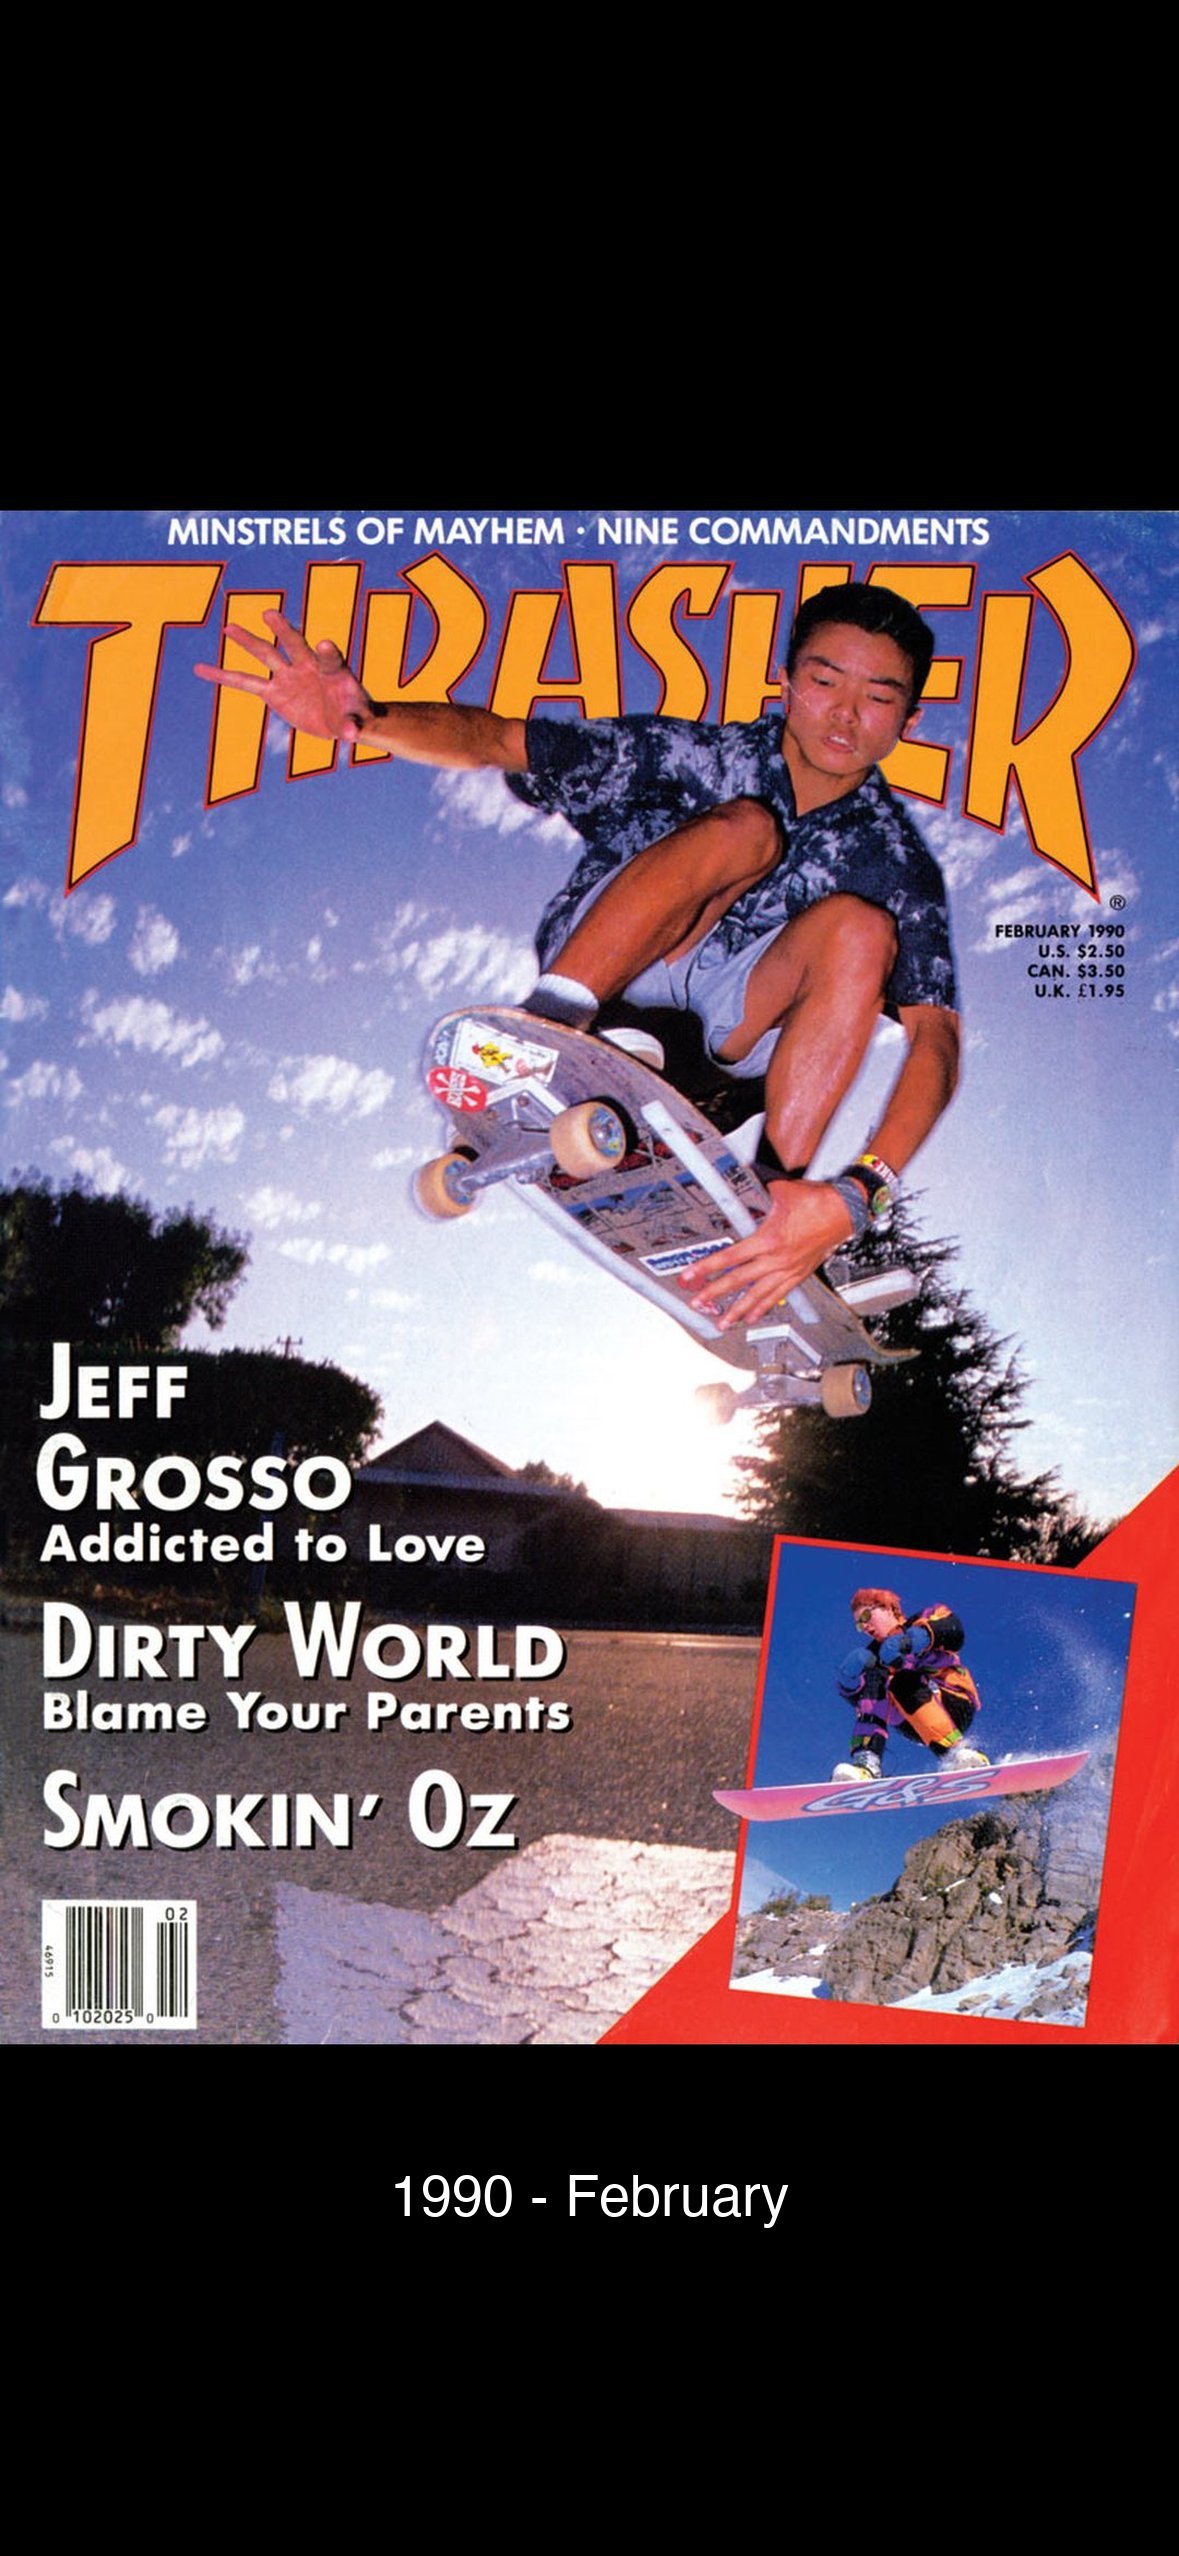 MINSTRELS OF MAYHEM · NINE COMMANDMENTS
THRASHER
®
FEBRUARY 1990
U.S. $2.50
CAN. $3.50
U.K. £1.95
JEFF
GROSSO
Addicted to Love
DIRTY WORLD
Blame Your Parents
SMOKIN' OZ
G&S
02
46915
0 102025 0
1990 - February